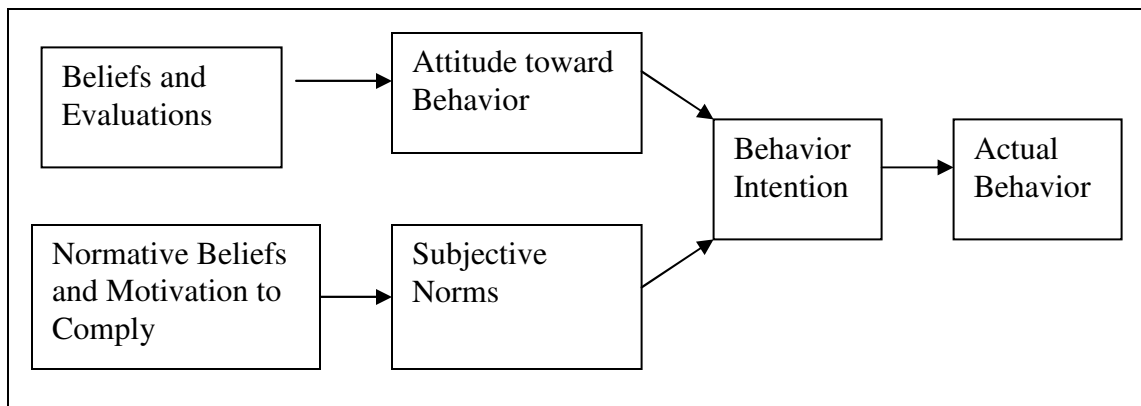 Beliefs and
Evaluations
Attitude toward
Behavior
Normative Beliefs
and Motivation to
Comply
Subjective
Norms
Behavior
Intention
Actual
Behavior